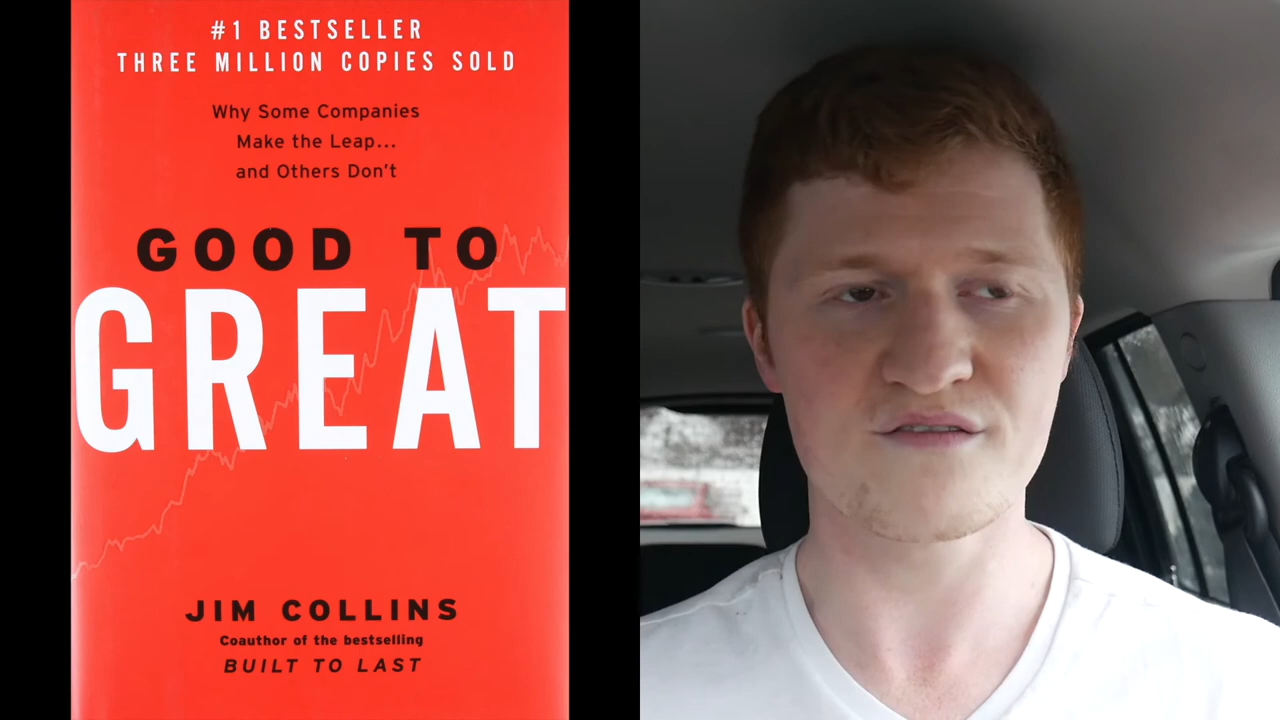 #1 BESTSELLER
THREE MILLION COPIES SOLD
Why Some Companies
Make the Leap...
and Others Don't
GOOD TO
GREAT
JIM COLLINS
Coauthor of the bestselling
BUILT TO LAST